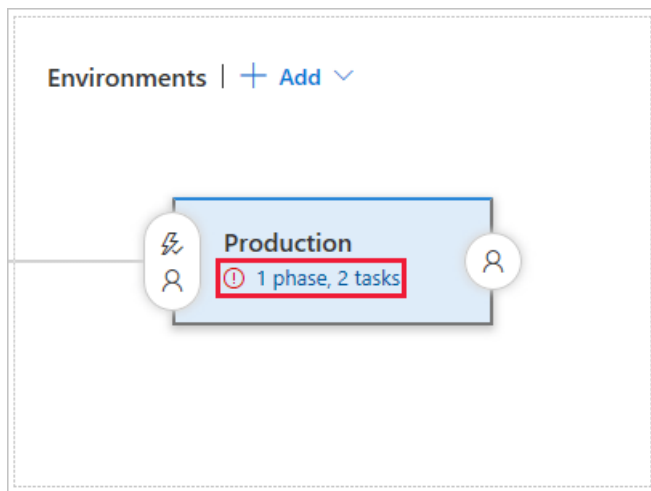 Environments | + Add
Production
1 phase, 2 tasks